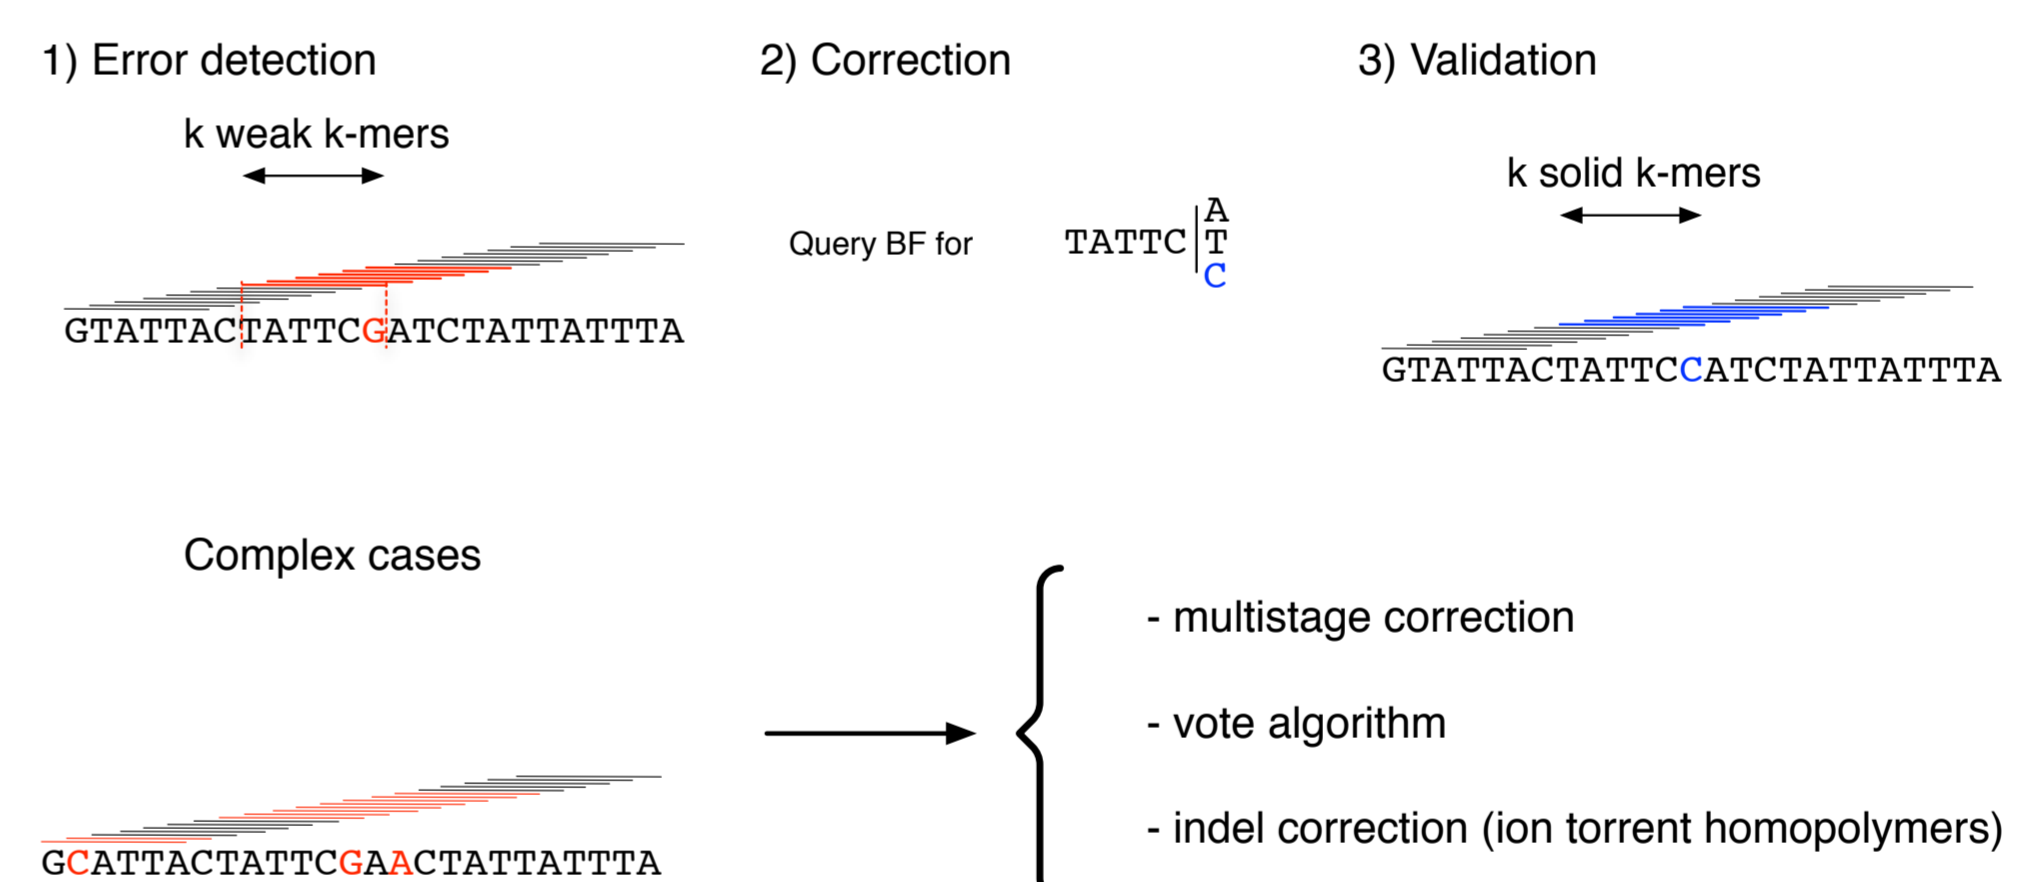 1) Error detection
k weak k-mers
GTATTACTATTCGATCTATTATTTA
2) Correction
Query BF for
A
TATTC T
C
3) Validation
k solid k-mers
GTATTACTATTCCATCTATTATTTA
Complex cases
GCATTACTATTCGAACTATTATTTA
- multistage correction
- vote algorithm
- indel correction (ion torrent homopolymers)